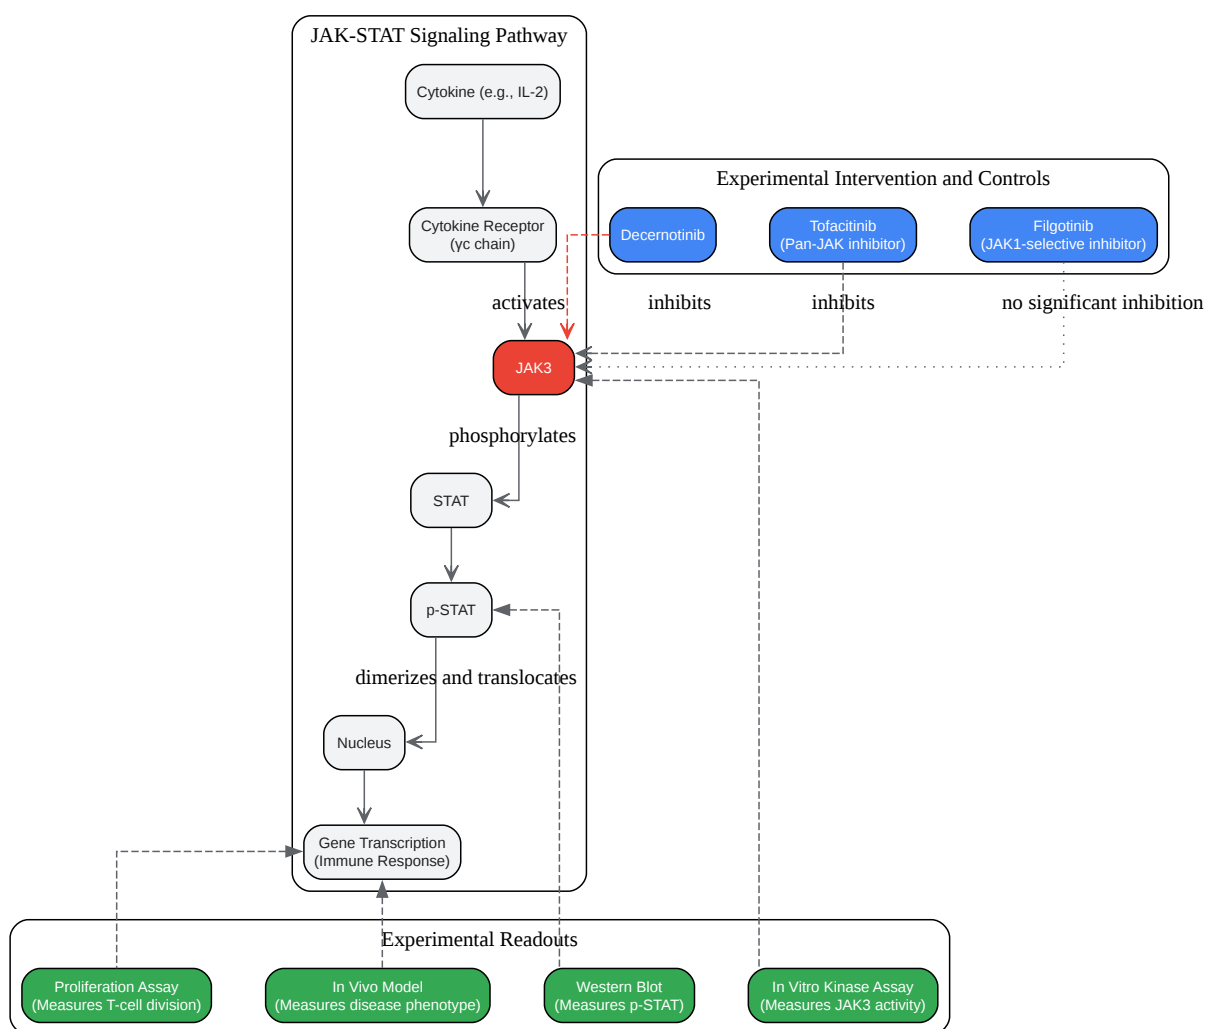 JAK-STAT Signaling Pathway
Cytokine (e.g., IL-2)
Cytokine Receptor
(γc chain)
activates
JAK3
phosphorylates
STAT
p-STAT
dimerizes and translocates
Nucleus
Gene Transcription
(Immune Response)
Experimental Intervention and Controls
Decernotinib
Tofacitinib
(Pan-JAK inhibitor)
Filgotinib
(JAK1-selective inhibitor)
inhibits
inhibits
no significant inhibition
Experimental Readouts
Proliferation Assay
(Measures T-cell division)
In Vivo Model
(Measures disease phenotype)
Western Blot
(Measures p-STAT)
In Vitro Kinase Assay
(Measures JAK3 activity)